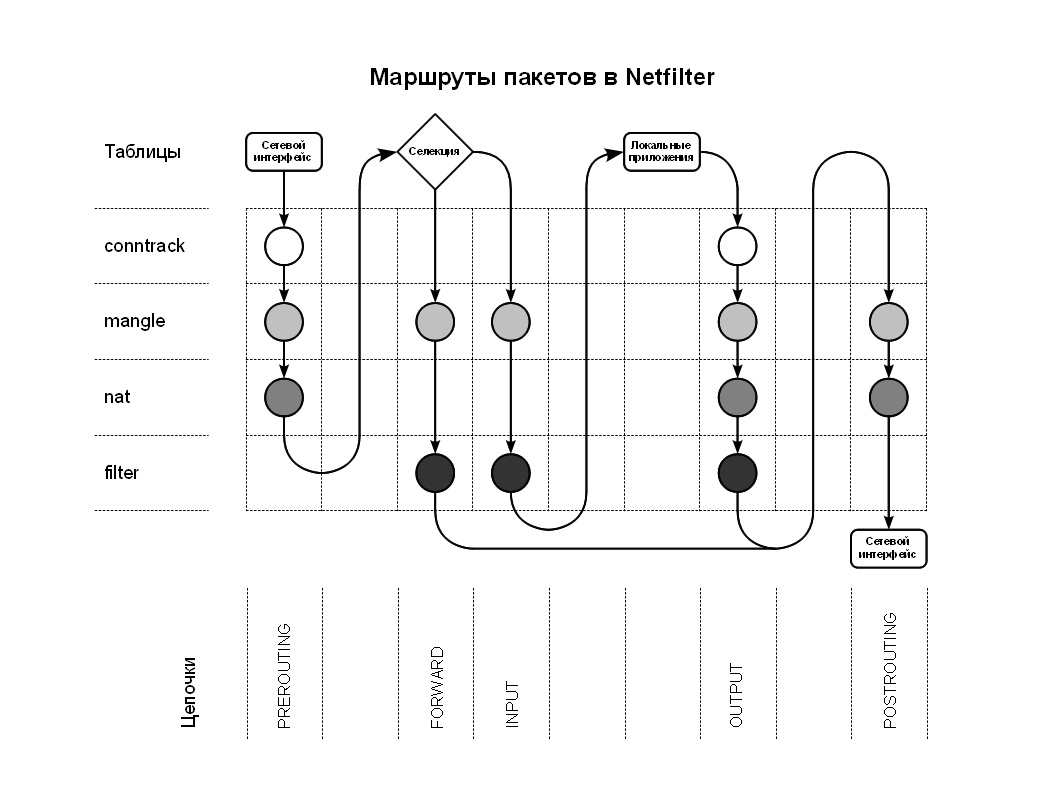 Маршруты пакетов в Netfilter
Таблицы
Сетевой
интерфейс
Селекция
Локальные
приложения
conntrack
mangle
nat
filter
Сетевой
интерфейс
Цепочки
PREROUTING
FORWARD
INPUT
OUTPUT
POSTROUTING